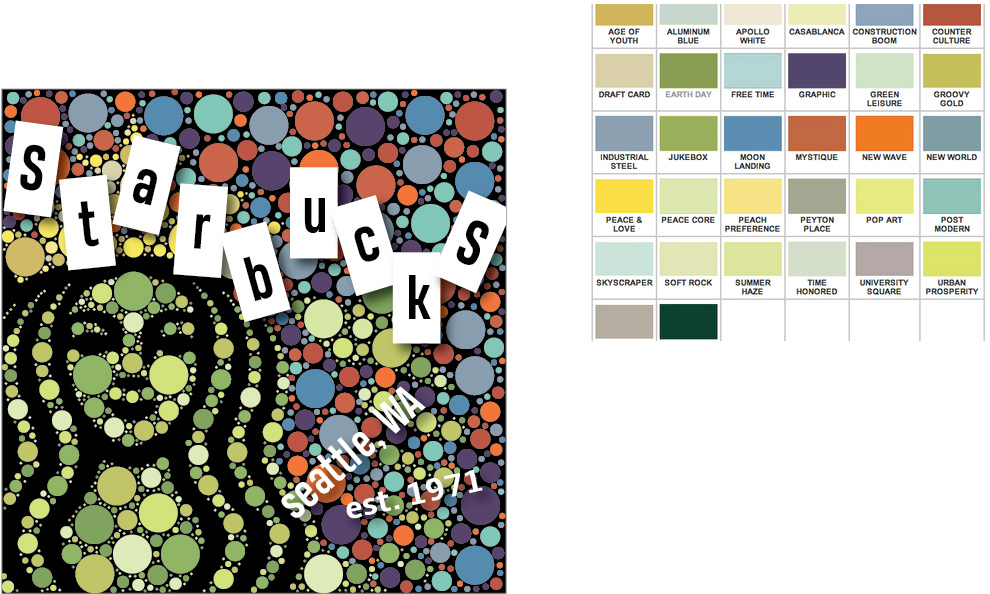 Starbucks
seattle, WA
est. 1971
AGE OF YOUTH
ALUMINUM BLUE
APOLLO WHITE
CASABLANCA
CONSTRUCTION BOOM
COUNTER CULTURE
DRAFT CARD
EARTH DAY
FREE TIME
GRAPHIC
GREEN LEISURE
GROOVY GOLD
INDUSTRIAL STEEL
JUKEBOX
MOON LANDING
MYSTIQUE
NEW WAVE
NEW WORLD
PEACE & LOVE
PEACE CORE
PEACH PREFERENCE
PEYTON PLACE
POP ART
POST MODERN
SKYSCRAPER
SOFT ROCK
SUMMER HAZE
TIME HONORED
UNIVERSITY SQUARE
URBAN PROSPERITY